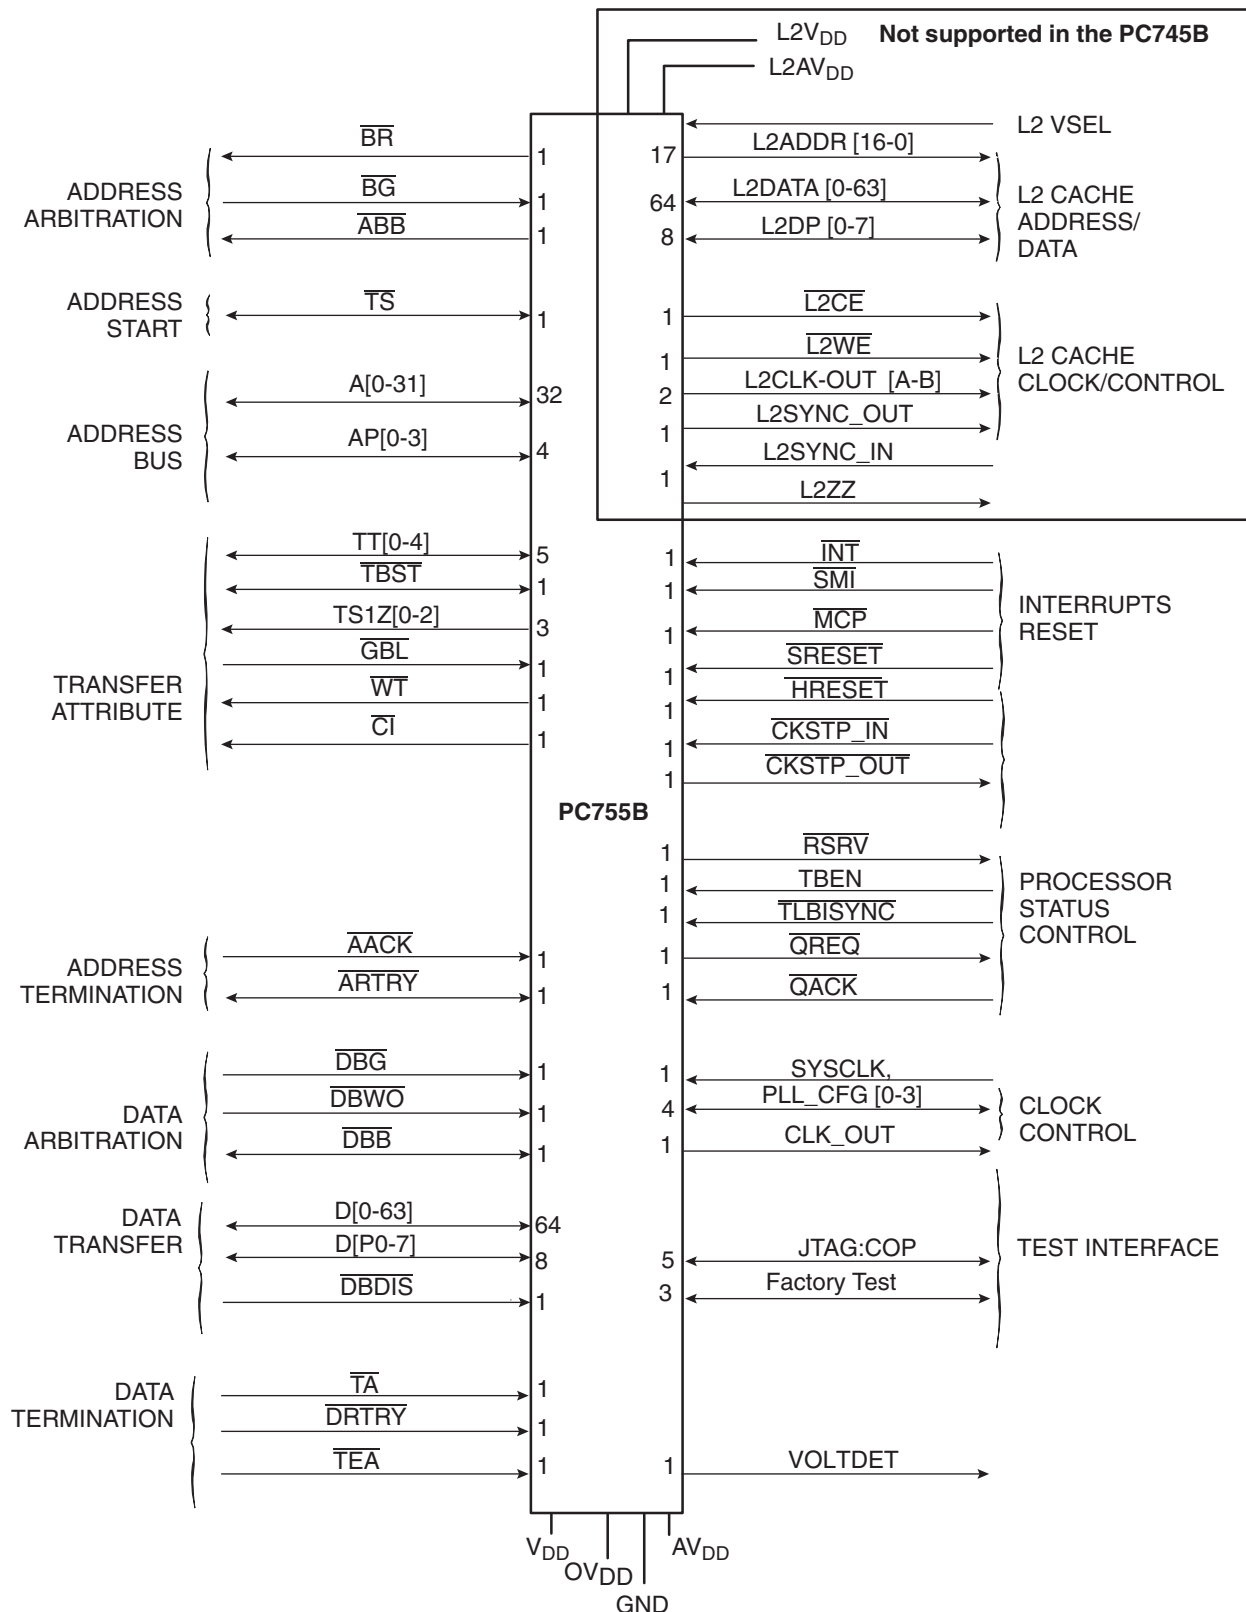 L2VDD
Not supported in the PC745B
L2AVDD
ADDRESS
ARBITRATION
BR
1
BG
1
ABB
1
ADDRESS
START
TS
1
ADDRESS
BUS
A[0-31]
32
AP[0-3]
4
TRANSFER
ATTRIBUTE
TT[0-4]
5
TBST
1
TS1Z[0-2]
3
GBL
1
WT
1
CI
1
PC755B
ADDRESS
TERMINATION
AACK
1
ARTRY
1
DATA
ARBITRATION
DBG
1
DBWO
1
DBB
1
DATA
TRANSFER
D[0-63]
64
D[P0-7]
8
DBDIS
1
DATA
TERMINATION
TA
1
DRTRY
1
TEA
1
L2 VSEL
17
L2ADDR [16-0]
64
L2DATA [0-63]
8
L2DP [0-7]
L2 CACHE
ADDRESS/
DATA
1
L2CE
1
L2WE
2
L2CLK-OUT [A-B]
1
L2SYNC_OUT
L2 CACHE
CLOCK/CONTROL
L2SYNC_IN
1
L2ZZ
1
INT
1
SMI
1
MCP
1
SRESET
1
HRESET
1
CKSTP_IN
1
CKSTP_OUT
INTERRUPTS
RESET
1
RSRV
1
TBEN
1
TLBISYNC
1
QREQ
1
QACK
PROCESSOR
STATUS
CONTROL
1
SYSCLK,
4
PLL_CFG [0-3]
1
CLK_OUT
CLOCK
CONTROL
5
JTAG:COP
3
Factory Test
TEST INTERFACE
1
VOLTDET
VDD
OVDD
GND
AVDD